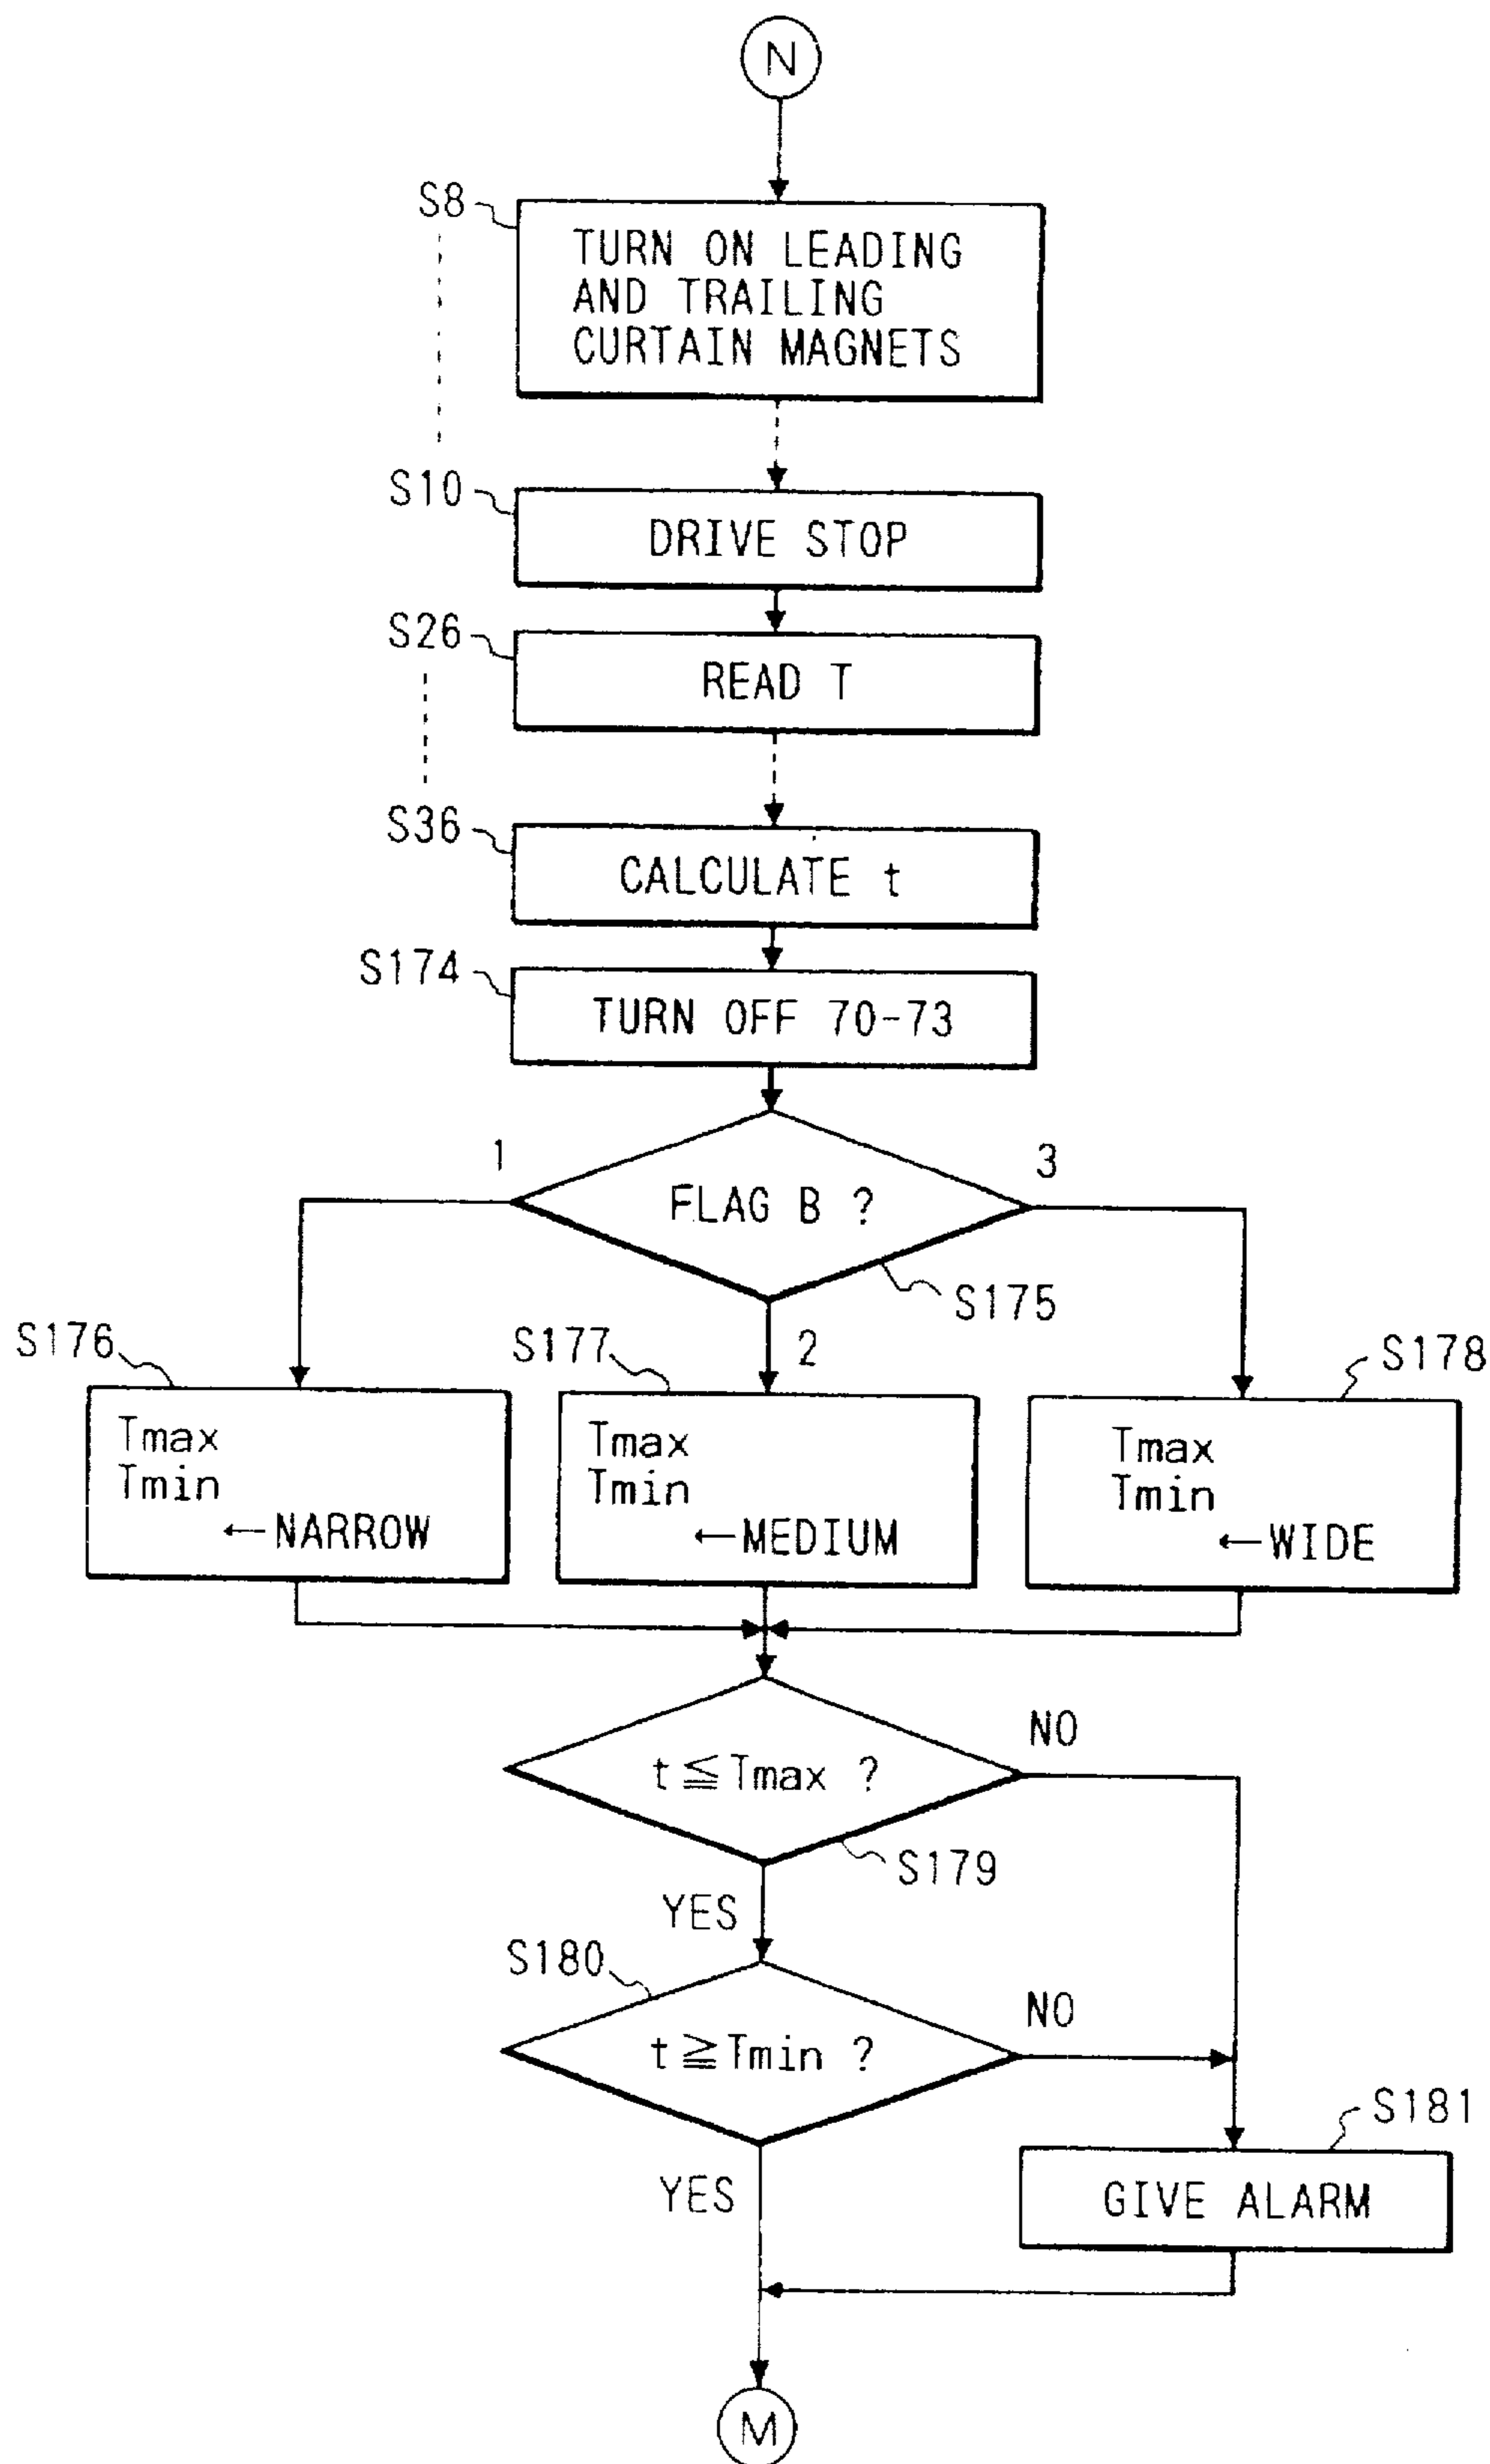 N
S8
TURN ON LEADING
AND TRAILING
CURTAIN MAGNETS
S10
DRIVE STOP
S26
READ T
S36
CALCULATE t
S174
TURN OFF 70-73
1
3
FLAG B ?
S175
S176
S177
2
S178
Tmax
Tmin
←NARROW
Tmax
Tmin
←MEDIUM
Tmax
Tmin
←WIDE
NO
t≦Tmax ?
S179
YES
S180
NO
t≧Tmin ?
S181
YES
GIVE ALARM
M